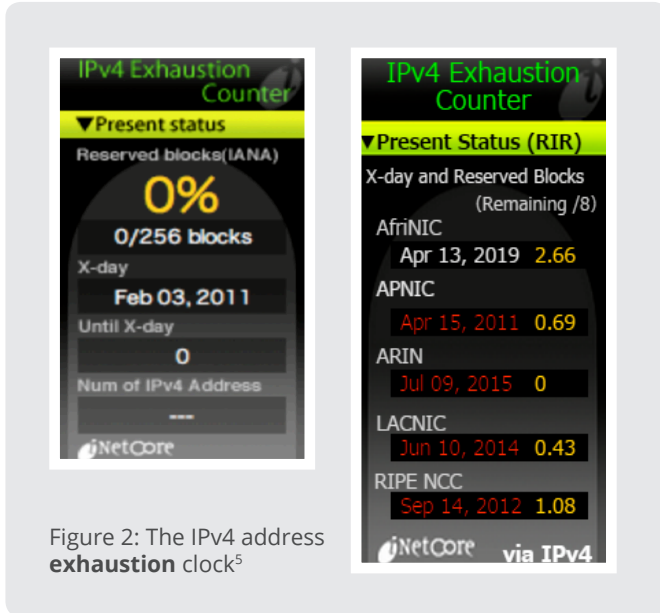 IPv4 Exhaustion
Counter
▼Present status
Reserved blocks(IANA)
0%
0/256 blocks
X-day
Feb 03, 2011
Until X-day
0
Num of IPv4 Address
---
iNetCore
IPv4 Exhaustion
Counter
▼Present Status (RIR)
X-day and Reserved Blocks
(Remaining /8)
AfriNIC
Apr 13, 2019 2.66
APNIC
Apr 15, 2011 0.69
ARIN
Jul 09, 2015 0
LACNIC
Jun 10, 2014 0.43
RIPE NCC
Sep 14, 2012 1.08
iNetCore via IPv4
Figure 2: The IPv4 address
exhaustion clock5